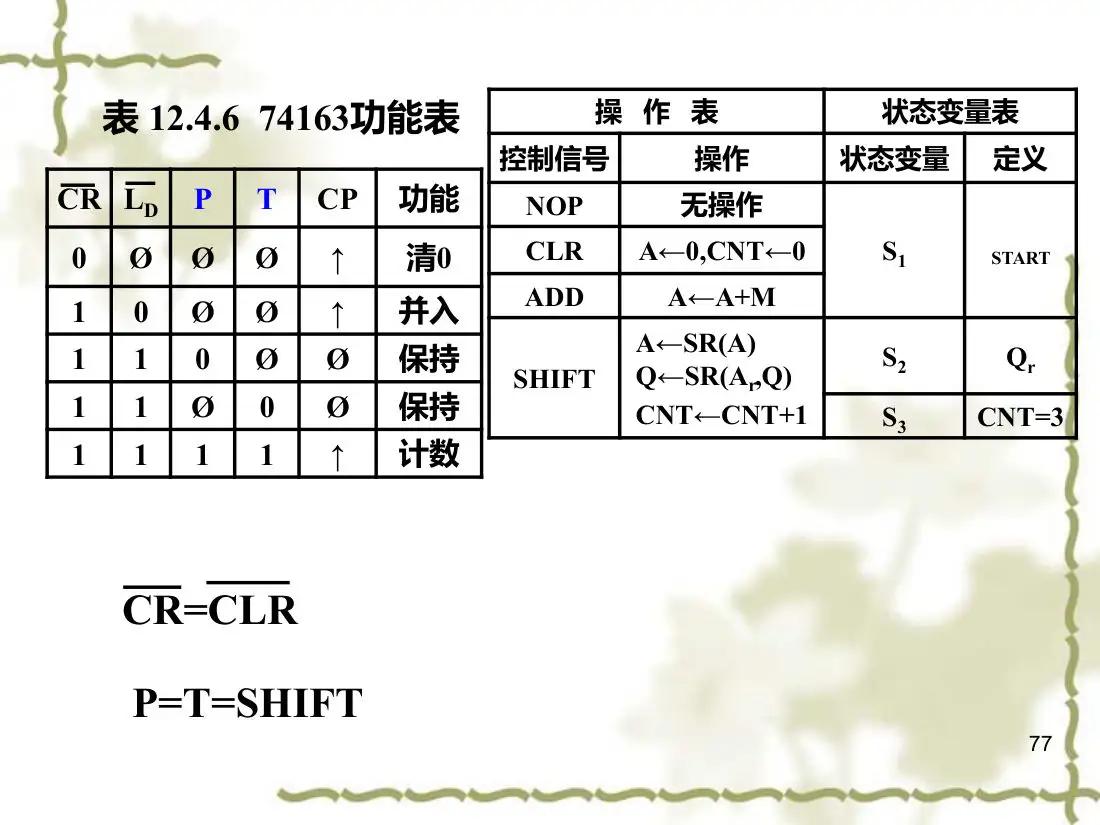 表 12.4.6 74163功能表
C̅R̅ L̅D P T CP 功能
0 Ø Ø Ø ↑ 清0
1 0 Ø Ø ↑ 并入
1 1 0 Ø Ø 保持
1 1 Ø 0 Ø 保持
1 1 1 1 ↑ 计数
操 作 表 状态变量表
控制信号 操作 状态变量 定义
NOP 无操作
CLR A←0,CNT←0 S1 START
ADD A←A+M
SHIFT A←SR(A)
Q←SR(Ar,Q)
CNT←CNT+1
S2 Qr
S3 CNT=3
C̅R̅=C̅L̅R̅
P=T=SHIFT
77